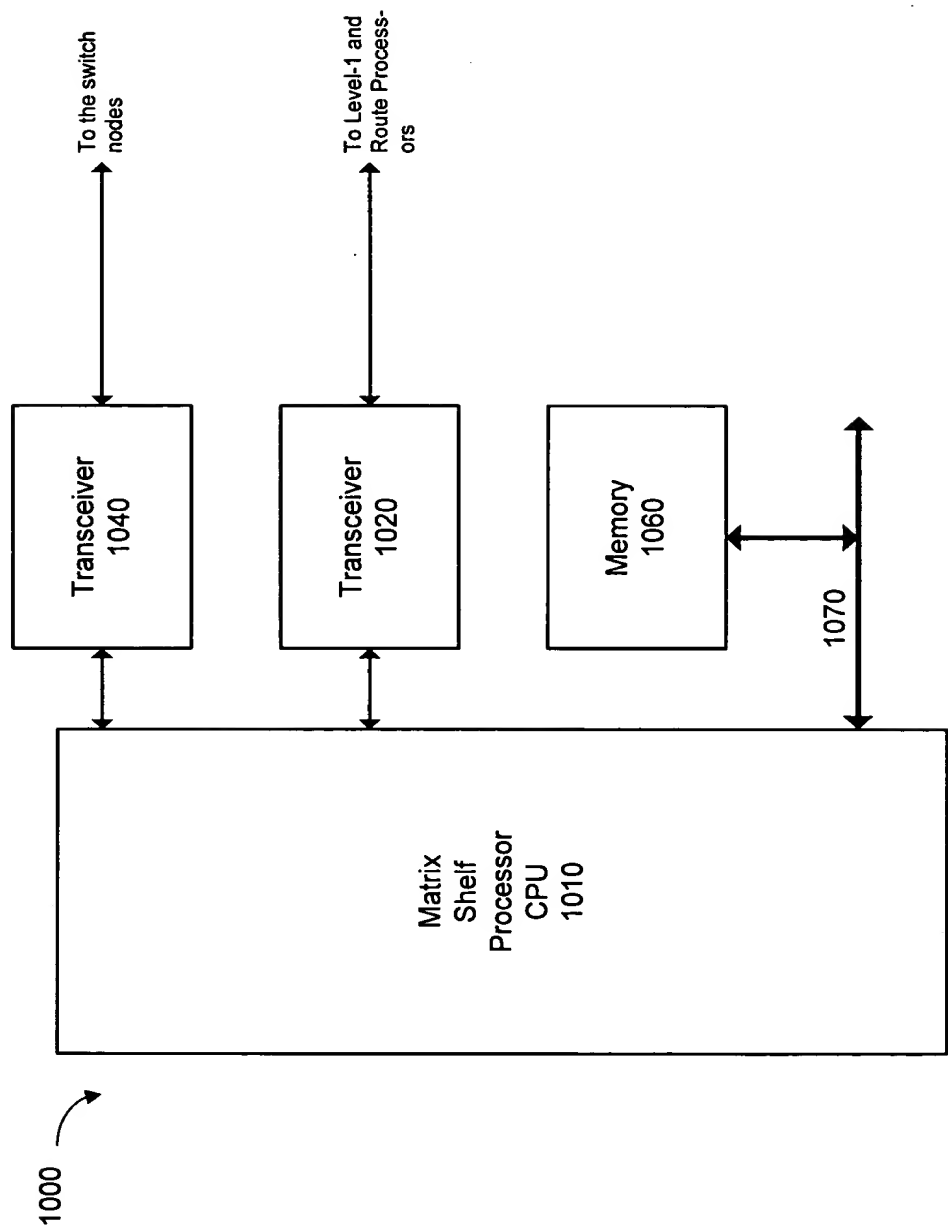 1000
Matrix
Shelf
Processor
CPU
1010
Transceiver
1040
To the switch
nodes
Transceiver
1020
To Level-1 and
Route Process-
ors
Memory
1060
1070